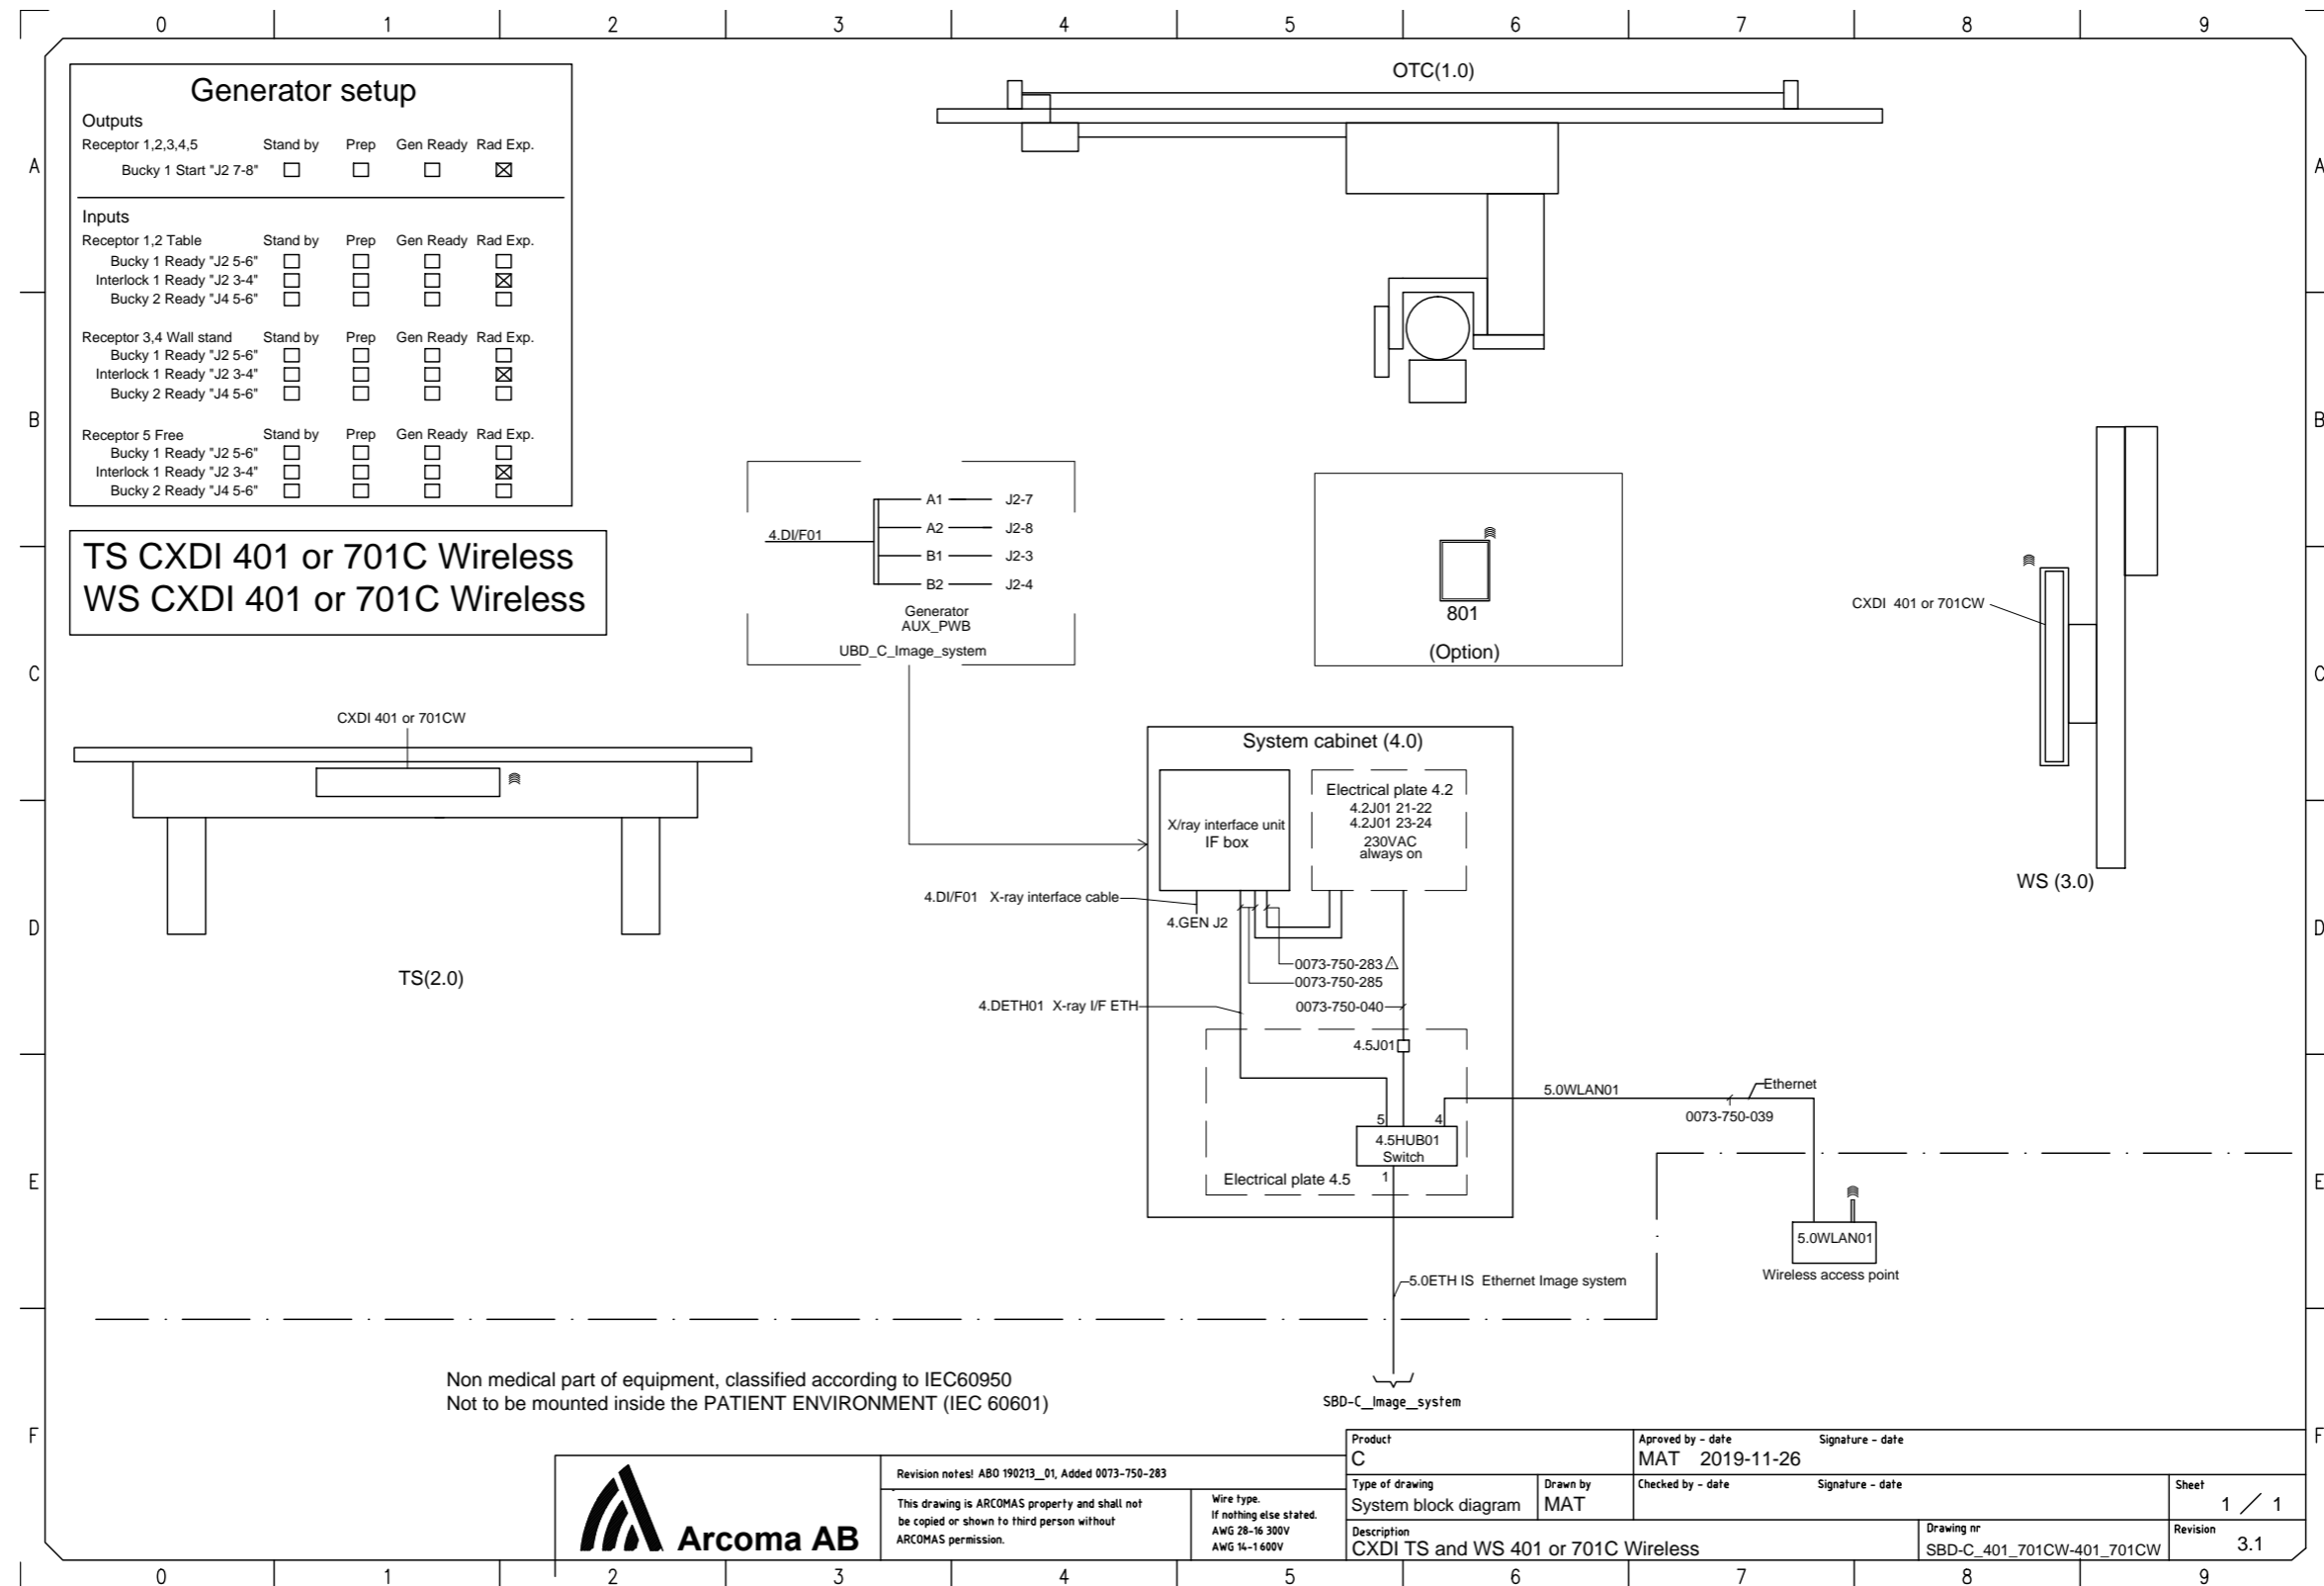 0 1 2 3 4 5 6 7 8 9
A
B
C
D
E
F
A
B
C
D
E
F
Generator setup
Outputs
Receptor 1,2,3,4,5 Stand by Prep Gen Ready Rad Exp.
Bucky 1 Start "J2 7-8"
Inputs
Receptor 1,2 Table Stand by Prep Gen Ready Rad Exp.
Bucky 1 Ready "J2 5-6"
Interlock 1 Ready "J2 3-4"
Bucky 2 Ready "J4 5-6"
Receptor 3,4 Wall stand Stand by Prep Gen Ready Rad Exp.
Bucky 1 Ready "J2 5-6"
Interlock 1 Ready "J2 3-4"
Bucky 2 Ready "J4 5-6"
Receptor 5 Free Stand by Prep Gen Ready Rad Exp.
Bucky 1 Ready "J2 5-6"
Interlock 1 Ready "J2 3-4"
Bucky 2 Ready "J4 5-6"
TS CXDI 401 or 701C Wireless
WS CXDI 401 or 701C Wireless
OTC(1.0)
4.DI/F01
A1 J2-7
A2 J2-8
B1 J2-3
B2 J2-4
Generator
AUX_PWB
UBD_C_Image_system
801
(Option)
CXDI 401 or 701CW
WS (3.0)
CXDI 401 or 701CW
TS(2.0)
System cabinet (4.0)
X/ray interface unit
IF box
Electrical plate 4.2
4.2J01 21-22
4.2J01 23-24
230VAC
always on
4.DI/F01 X-ray interface cable
4.GEN J2
0073-750-283
0073-750-285
4.DETH01 X-ray I/F ETH
0073-750-040
4.5J01
5 4
4.5HUB01
Switch
Electrical plate 4.5
1
5.0WLAN01
Ethernet
0073-750-039
5.0WLAN01
Wireless access point
5.0ETH IS Ethernet Image system
SBD-C_Image_system
Non medical part of equipment, classified according to IEC60950
Not to be mounted inside the PATIENT ENVIRONMENT (IEC 60601)
Arcoma AB
Revision notes! ABO 190213_01, Added 0073-750-283
This drawing is ARCOMAS property and shall not
be copied or shown to third person without
ARCOMAS permission.
Wire type.
If nothing else stated.
AWG 28-16 300V
AWG 14-1 600V
Product
C
Aproved by - date Signature - date
MAT 2019-11-26
Type of drawing
System block diagram
Drawn by
MAT
Checked by - date Signature - date
Sheet
1 / 1
Description
CXDI TS and WS 401 or 701C Wireless
Drawing nr
SBD-C_401_701CW-401_701CW
Revision
3.1
0 1 2 3 4 5 6 7 8 9